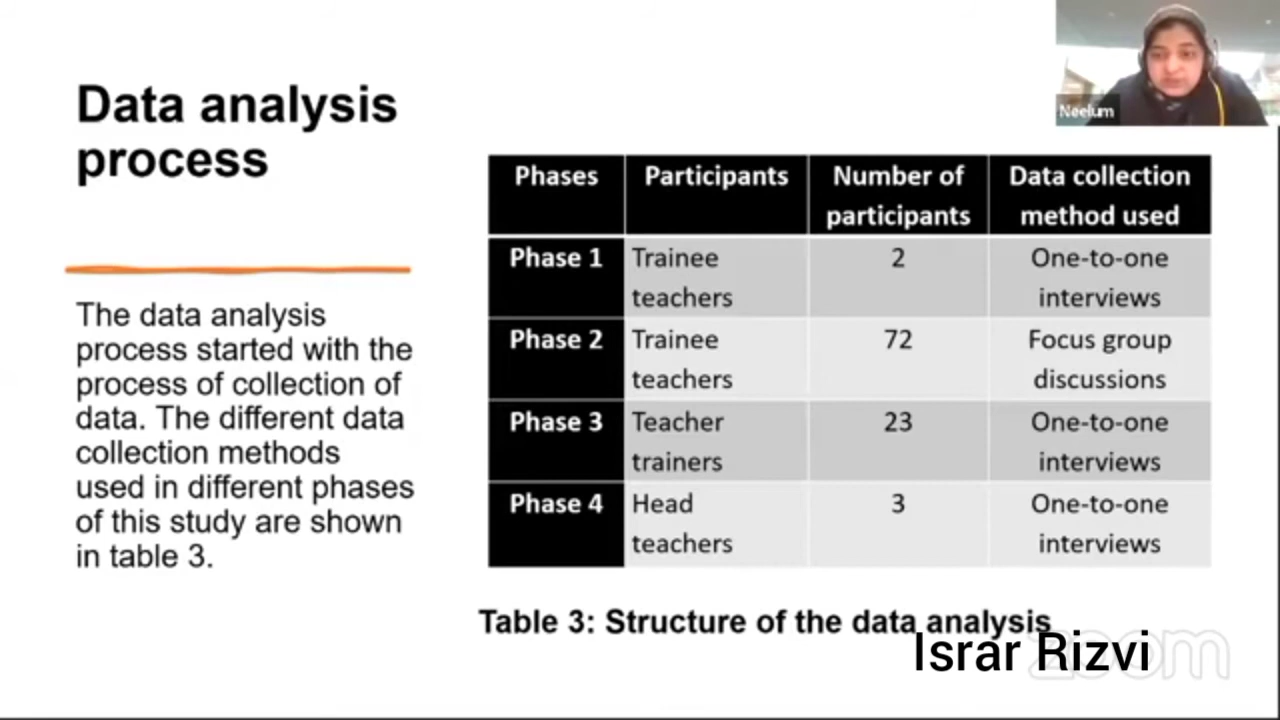 Neelum
Data analysis
process
The data analysis
process started with the
process of collection of
data. The different data
collection methods
used in different phases
of this study are shown
in table 3.
Phases Participants Number of participants Data collection method used
Phase 1 Trainee teachers 2 One-to-one interviews
Phase 2 Trainee teachers 72 Focus group discussions
Phase 3 Teacher trainers 23 One-to-one interviews
Phase 4 Head teachers 3 One-to-one interviews
Table 3: Structure of the data analysis
Israr Rizvi
zoom